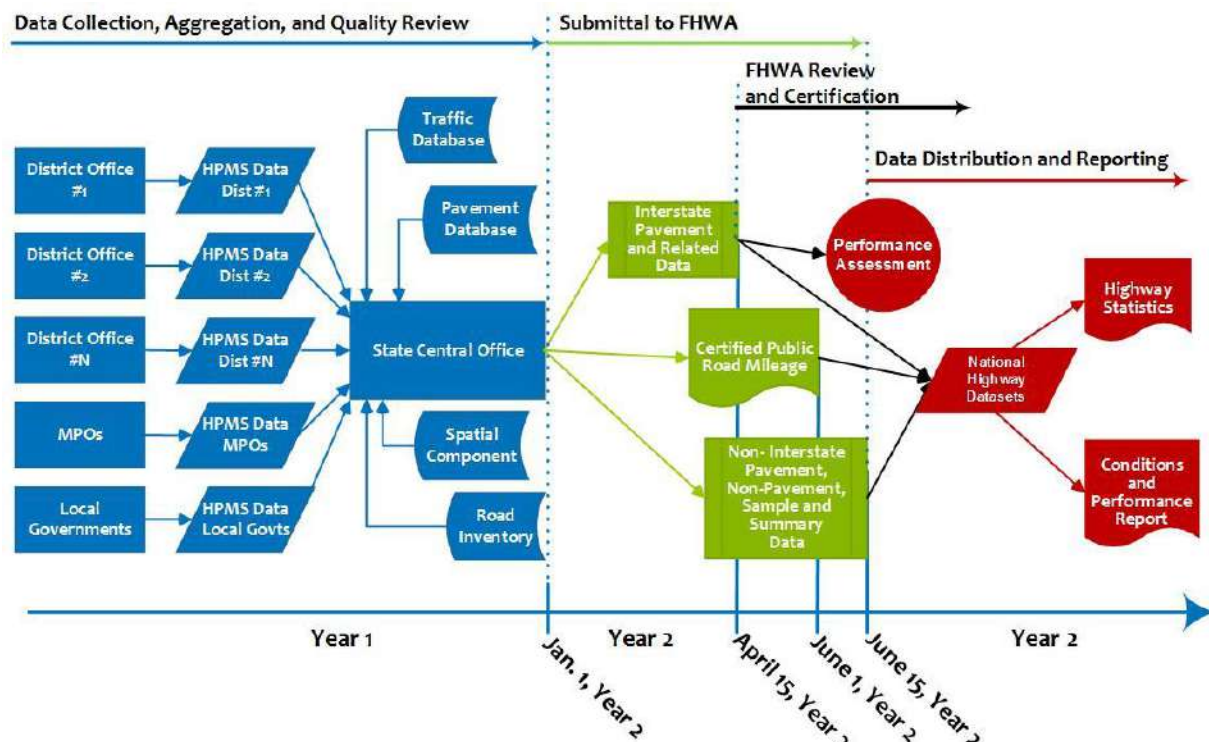 Data Collection, Aggregation, and Quality Review
Submittal to FHWA
FHWA Review
and Certification
Data Distribution and Reporting
Traffic
Database
Pavement
Database
District Office
#1
HPMS Data
Dist #1
District Office
#2
HPMS Data
Dist #2
District Office
#N
HPMS Data
Dist #N
MPOs
HPMS Data
MPOs
Local
Governments
HPMS Data
Local Govts
State Central Office
Spatial
Component
Road
Inventory
Interstate
Pavement
and Related
Data
Certified Public
Road Mileage
Non- Interstate
Pavement,
Non-Pavement,
Sample and
Summary
Data
Performance
Assessment
National
Highway
Datasets
Highway
Statistics
Conditions
and
Performance
Report
Year 1
Year 2
Year 2
Jan. 1, Year 2
April 15, Year 2
June 1, Year 2
June 15, Year 2